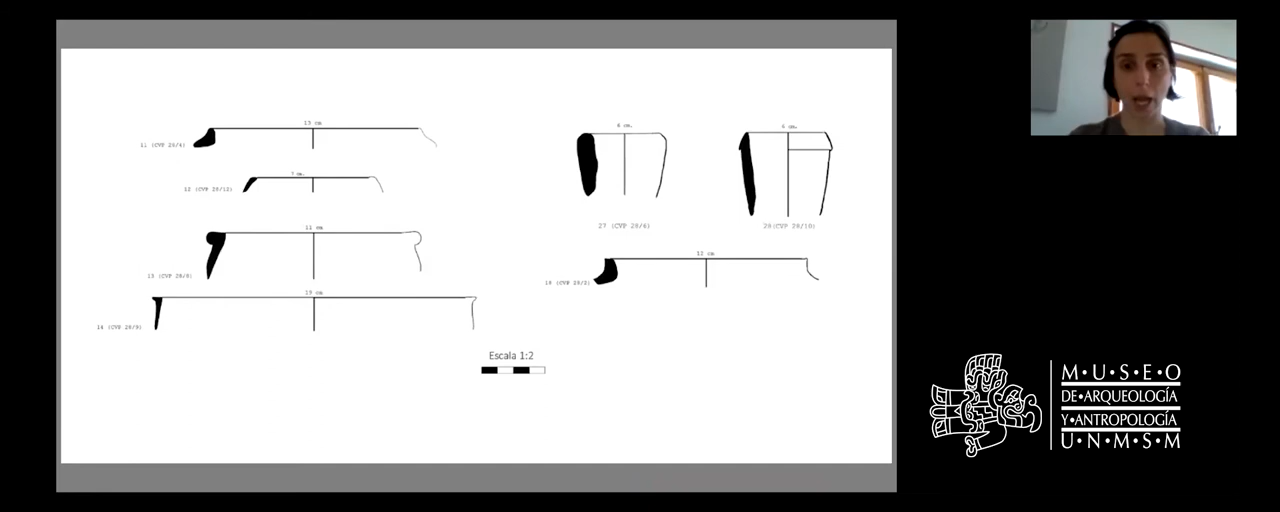 13 cm
11 (CVP 28/4)
7 cm.
12 (CVP 28/12)
11 cm
13 (CVP 28/8)
19 cm
14 (CVP 28/9)
6 cm.
27 (CVP 28/6)
6 cm.
28(CVP 28/10)
12 cm
18 (CVP 28/2)
Escala 1:2
M•U•S•E•O
DE•ARQUEOLOGÍA
Y•ANTROPOLOGÍA
U•N•M•S•M